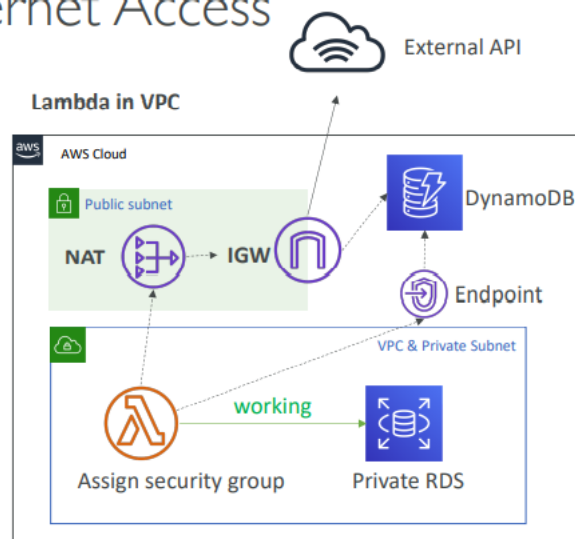 ernet Access
External API
Lambda in VPC
aws
AWS Cloud
Public subnet
DynamoDB
NAT
IGW
Endpoint
VPC & Private Subnet
working
Assign security group
Private RDS